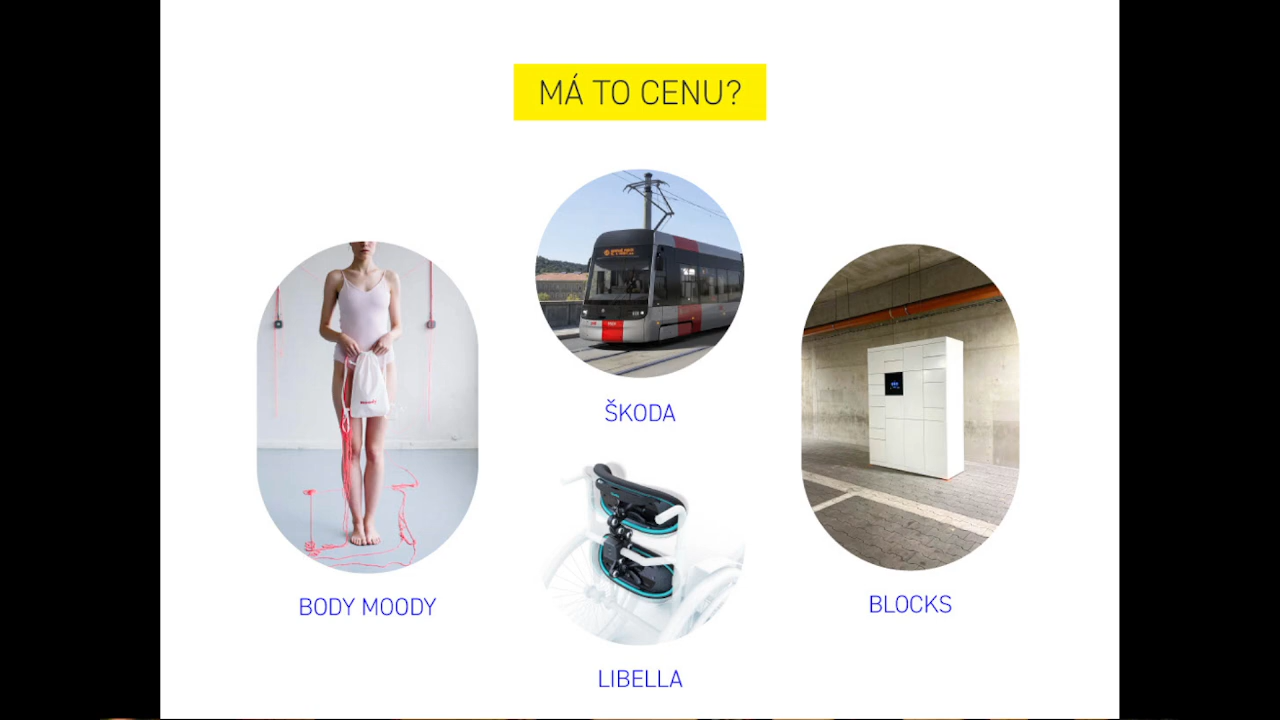 MÁ TO CENU?
ŠKODA
BODY MOODY
BLOCKS
LIBELLA